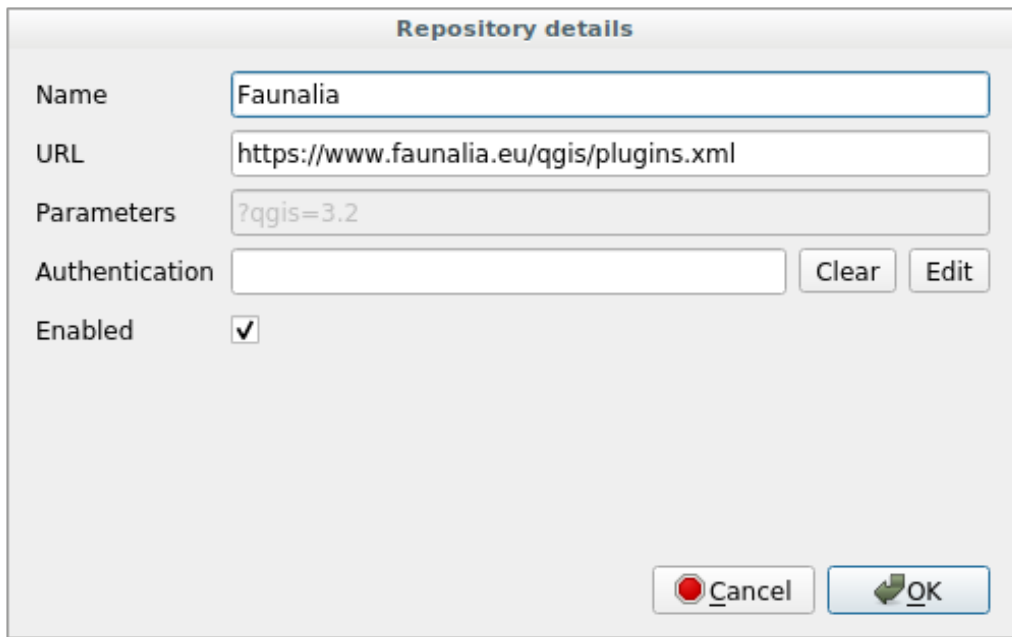 Repository details
Name Faunalia
URL https://www.faunalia.eu/qgis/plugins.xml
Parameters ?qgis=3.2
Authentication Clear Edit
Enabled
Cancel OK